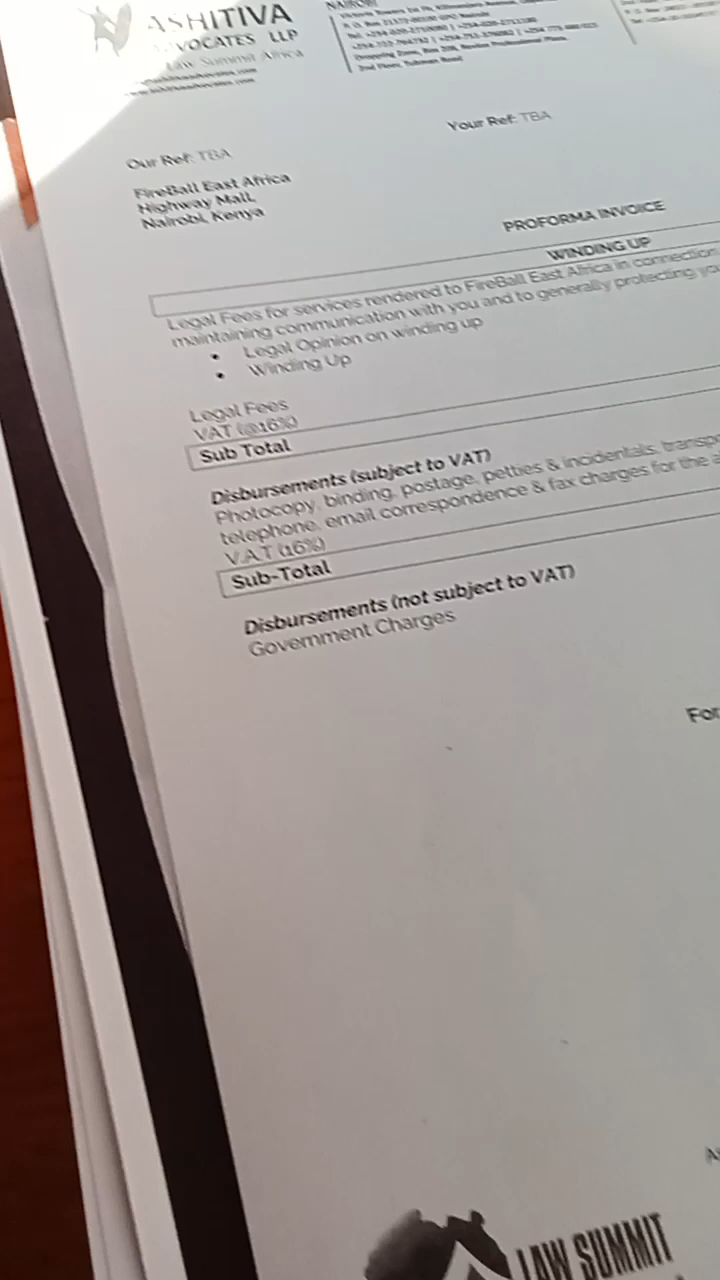 ASHITIVA
ADVOCATES LLP
Law Summit Africa
NAIROBI
Our Ref: TBA
Your Ref: TBA
FireBall East Africa
Highway Mall,
Nairobi, Kenya
PROFORMA INVOICE
WINDING UP
Legal Fees for services rendered to FireBall East Africa in connection
maintaining communication with you and to generally protecting yo
• Legal Opinion on winding up
• Winding Up
Legal Fees
VAT (@16%)
Sub Total
Disbursements (subject to VAT)
Photocopy, binding, postage, petties & incidentals, transp
telephone, email correspondence & fax charges for the a
V.A.T (16%)
Sub-Total
Disbursements (not subject to VAT)
Government Charges
For
LAW SUMMIT